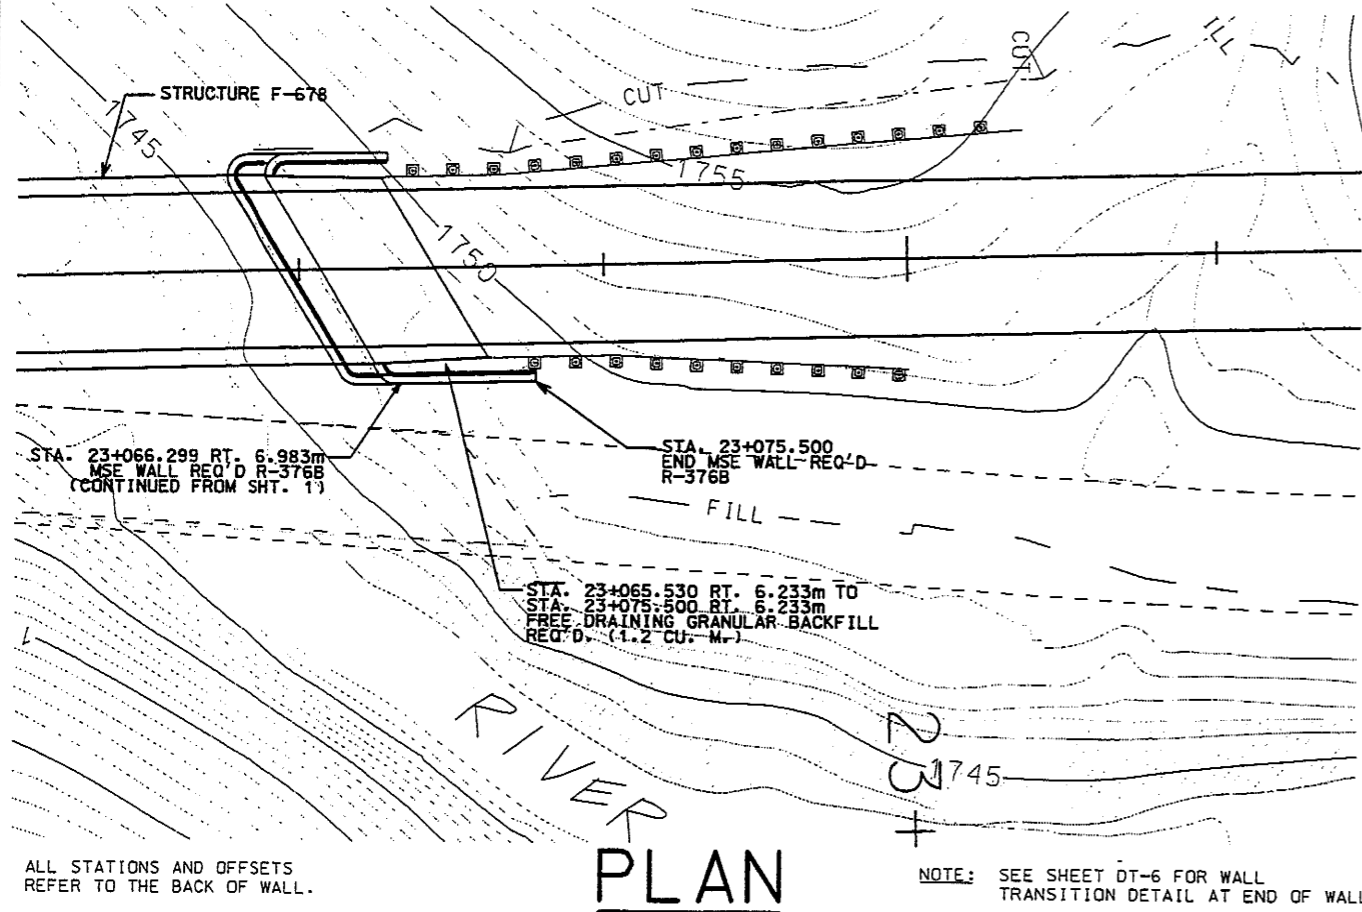 ILL
CUT
CUT
STRUCTURE F-678
1745
1755
1750
STA. 23+066.299 RT. 6.983m
MSE WALL REQ'D R-376B
(CONTINUED FROM SHT. 1)
STA. 23+075.500
END MSE WALL REQ'D
R-376B
FILL
STA. 23+065.530 RT. 6.233m TO
STA. 23+075.500 RT. 6.233m
FREE DRAINING GRANULAR BACKFILL
REQ'D. (1.2 CU. M.)
RIVER
23+
1745
ALL STATIONS AND OFFSETS
REFER TO THE BACK OF WALL.
PLAN
NOTE: SEE SHEET DT-6 FOR WALL
TRANSITION DETAIL AT END OF WALL